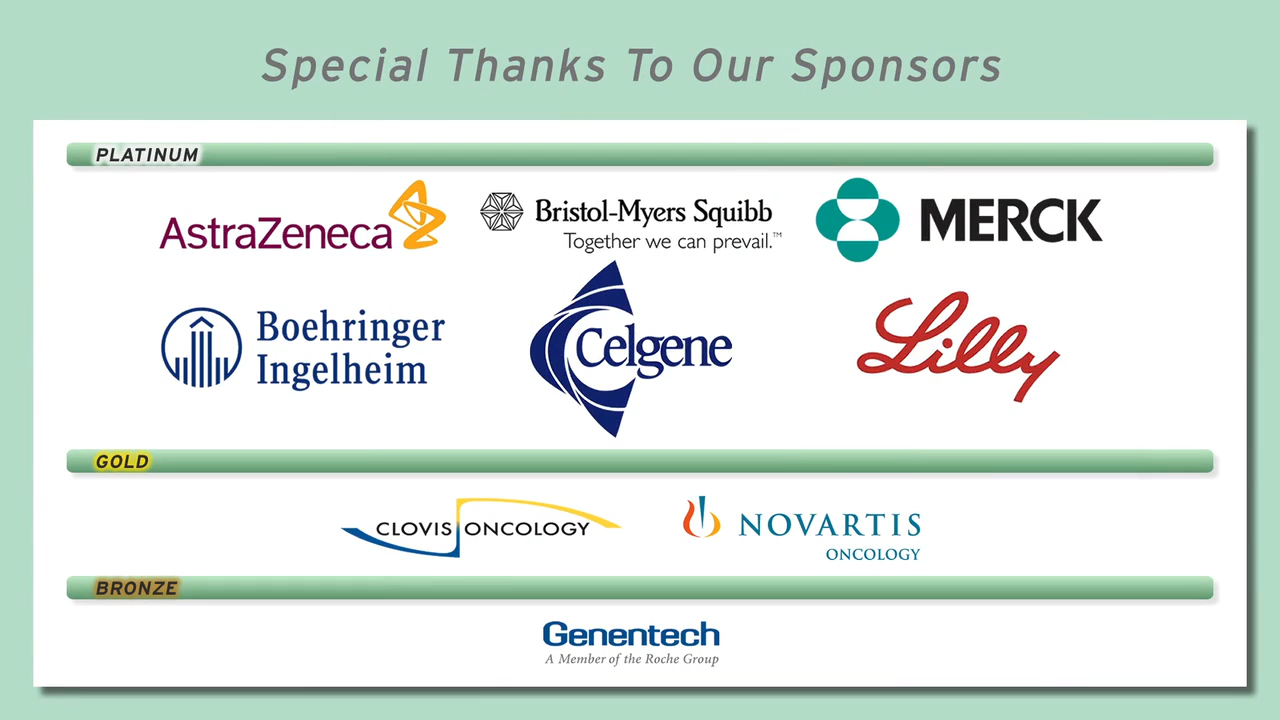 Special Thanks To Our Sponsors
PLATINUM
AstraZeneca
Bristol-Myers Squibb
Together we can prevail.™
MERCK
Boehringer
Ingelheim
Celgene
Lilly
GOLD
CLOVIS ONCOLOGY
NOVARTIS
ONCOLOGY
BRONZE
Genentech
A Member of the Roche Group